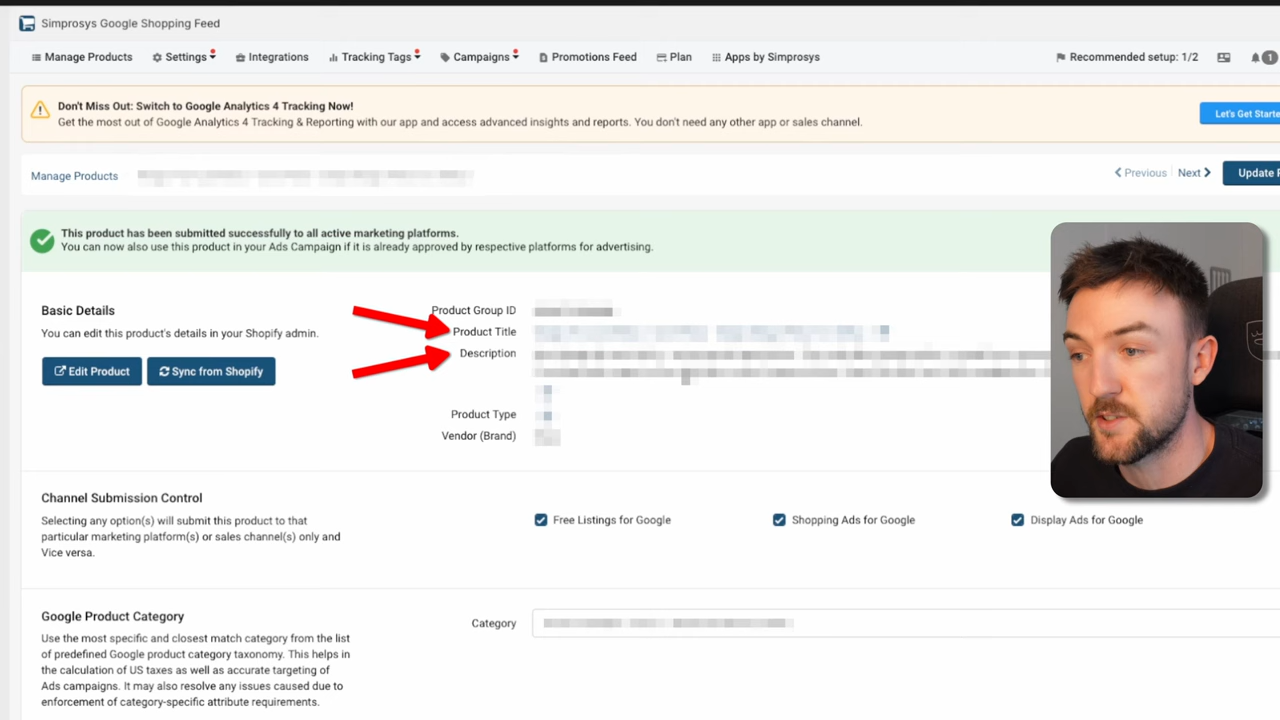 Simprosys Google Shopping Feed
Manage Products Settings Integrations Tracking Tags Campaigns Promotions Feed Plan Apps by Simprosys Recommended setup: 1/2 1
Don't Miss Out: Switch to Google Analytics 4 Tracking Now!
Get the most out of Google Analytics 4 Tracking & Reporting with our app and access advanced insights and reports. You don't need any other app or sales channel.
Let's Get Starte
Manage Products Previous Next Update
This product has been submitted successfully to all active marketing platforms.
You can now also use this product in your Ads Campaign if it is already approved by respective platforms for advertising.
Basic Details
You can edit this product's details in your Shopify admin.
Edit Product Sync from Shopify
Product Group ID
Product Title
Description
Product Type
Vendor (Brand)
Channel Submission Control
Selecting any option(s) will submit this product to that
particular marketing platform(s) or sales channel(s) only and
Vice versa.
Free Listings for Google Shopping Ads for Google Display Ads for Google
Google Product Category
Use the most specific and closest match category from the list
of predefined Google product category taxonomy. This helps in
the calculation of US taxes as well as accurate targeting of
Ads campaigns. It may also resolve any issues caused due to
enforcement of category-specific attribute requirements.
Category